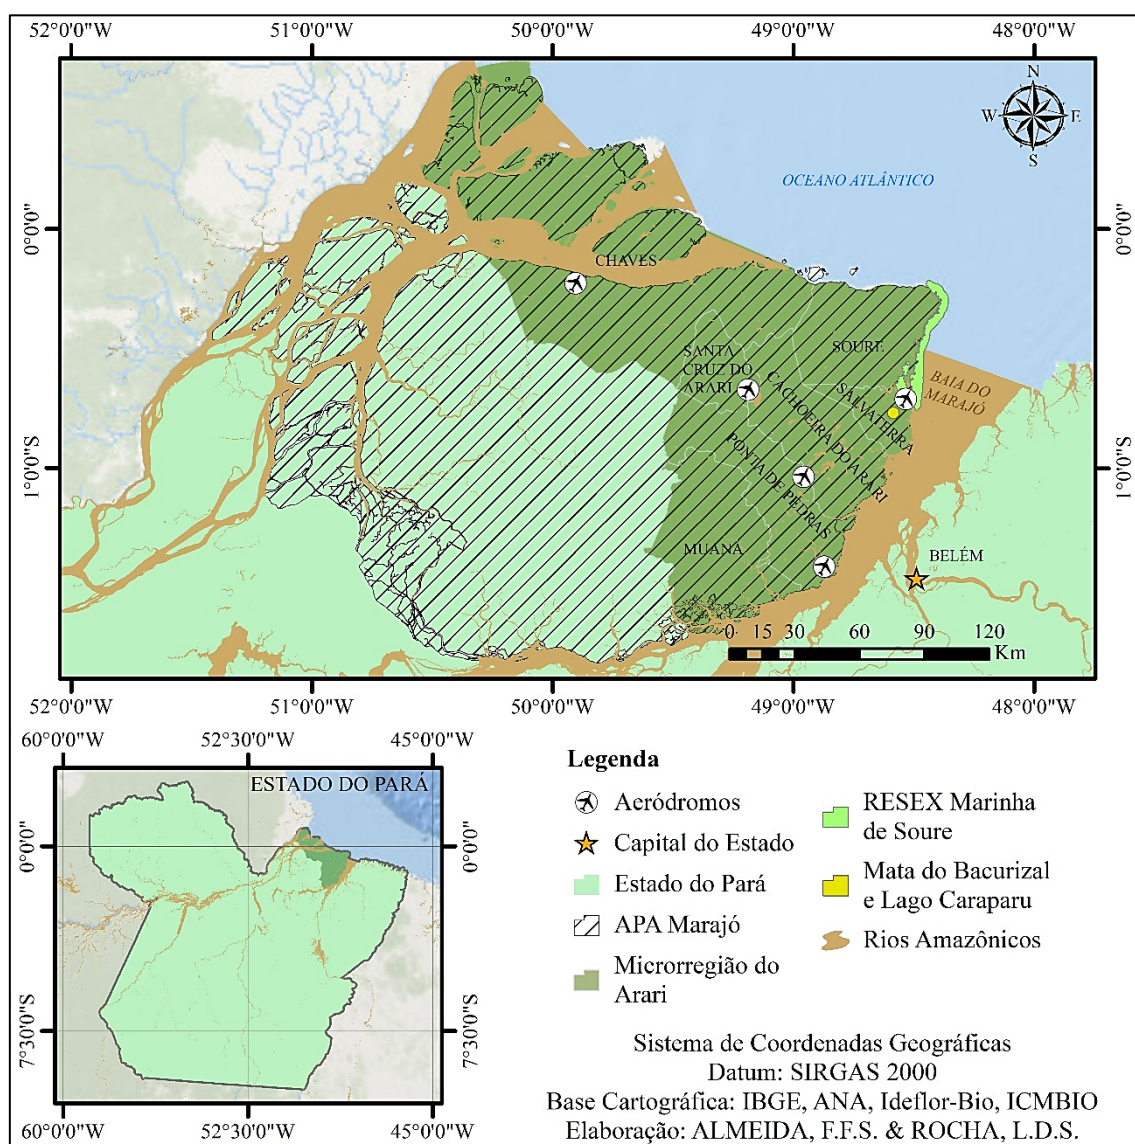 52°0'0"W 51°0'0"W 50°0'0"W 49°0'0"W 48°0'0"W
N
W E
S
OCEANO ATLÂNTICO
0°0'0"
0°0'0"
CHAVES
SANTA
CRUZ DO
ARARI
SOURE
CACHOEIRA DO ARARI
SALVATERRA
BAIA DO
MARAJÓ
PONTA DE PEDRAS
1°0'0"S
1°0'0"S
MUANÁ
BELÉM
0 15 30 60 90 120
Km
52°0'0"W 51°0'0"W 50°0'0"W 49°0'0"W 48°0'0"W
60°0'0"W 52°30'0"W 45°0'0"W
ESTADO DO PARÁ
0°0'0"
0°0'0"
7°30'0"S
7°30'0"S
60°0'0"W 52°30'0"W 45°0'0"W
Legenda
Aeródromos
Capital do Estado
Estado do Pará
APA Marajó
Microrregião do
Arari
RESEX Marinha
de Soure
Mata do Bacurizal
e Lago Caraparu
Rios Amazônicos
Sistema de Coordenadas Geográficas
Datum: SIRGAS 2000
Base Cartográfica: IBGE, ANA, Ideflor-Bio, ICMBIO
Elaboração: ALMEIDA, F.F.S. & ROCHA, L.D.S.